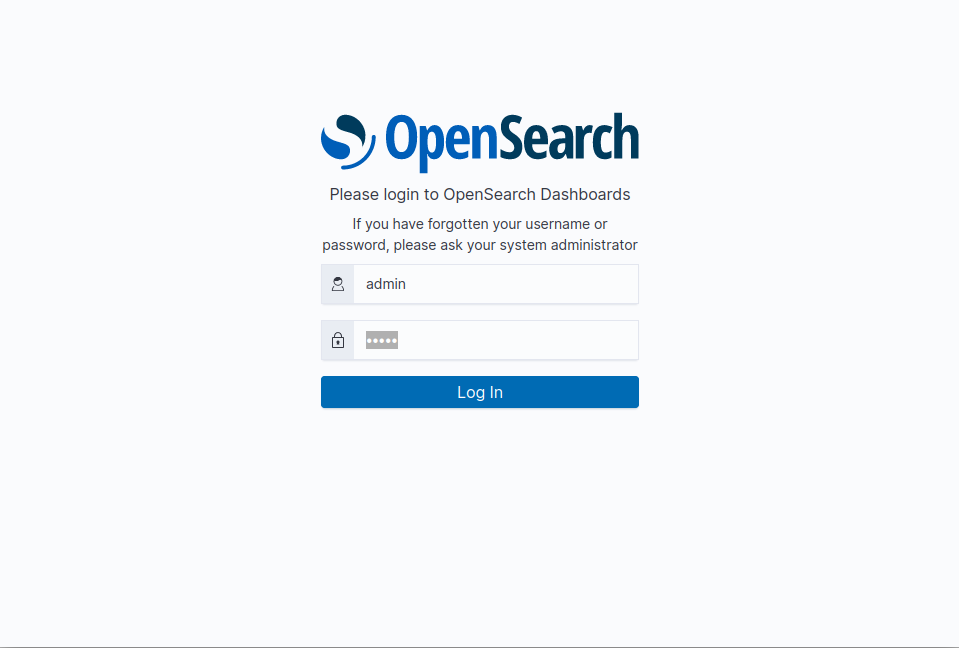 OpenSearch
Please login to OpenSearch Dashboards
If you have forgotten your username or
password, please ask your system administrator
admin
•••••
Log In